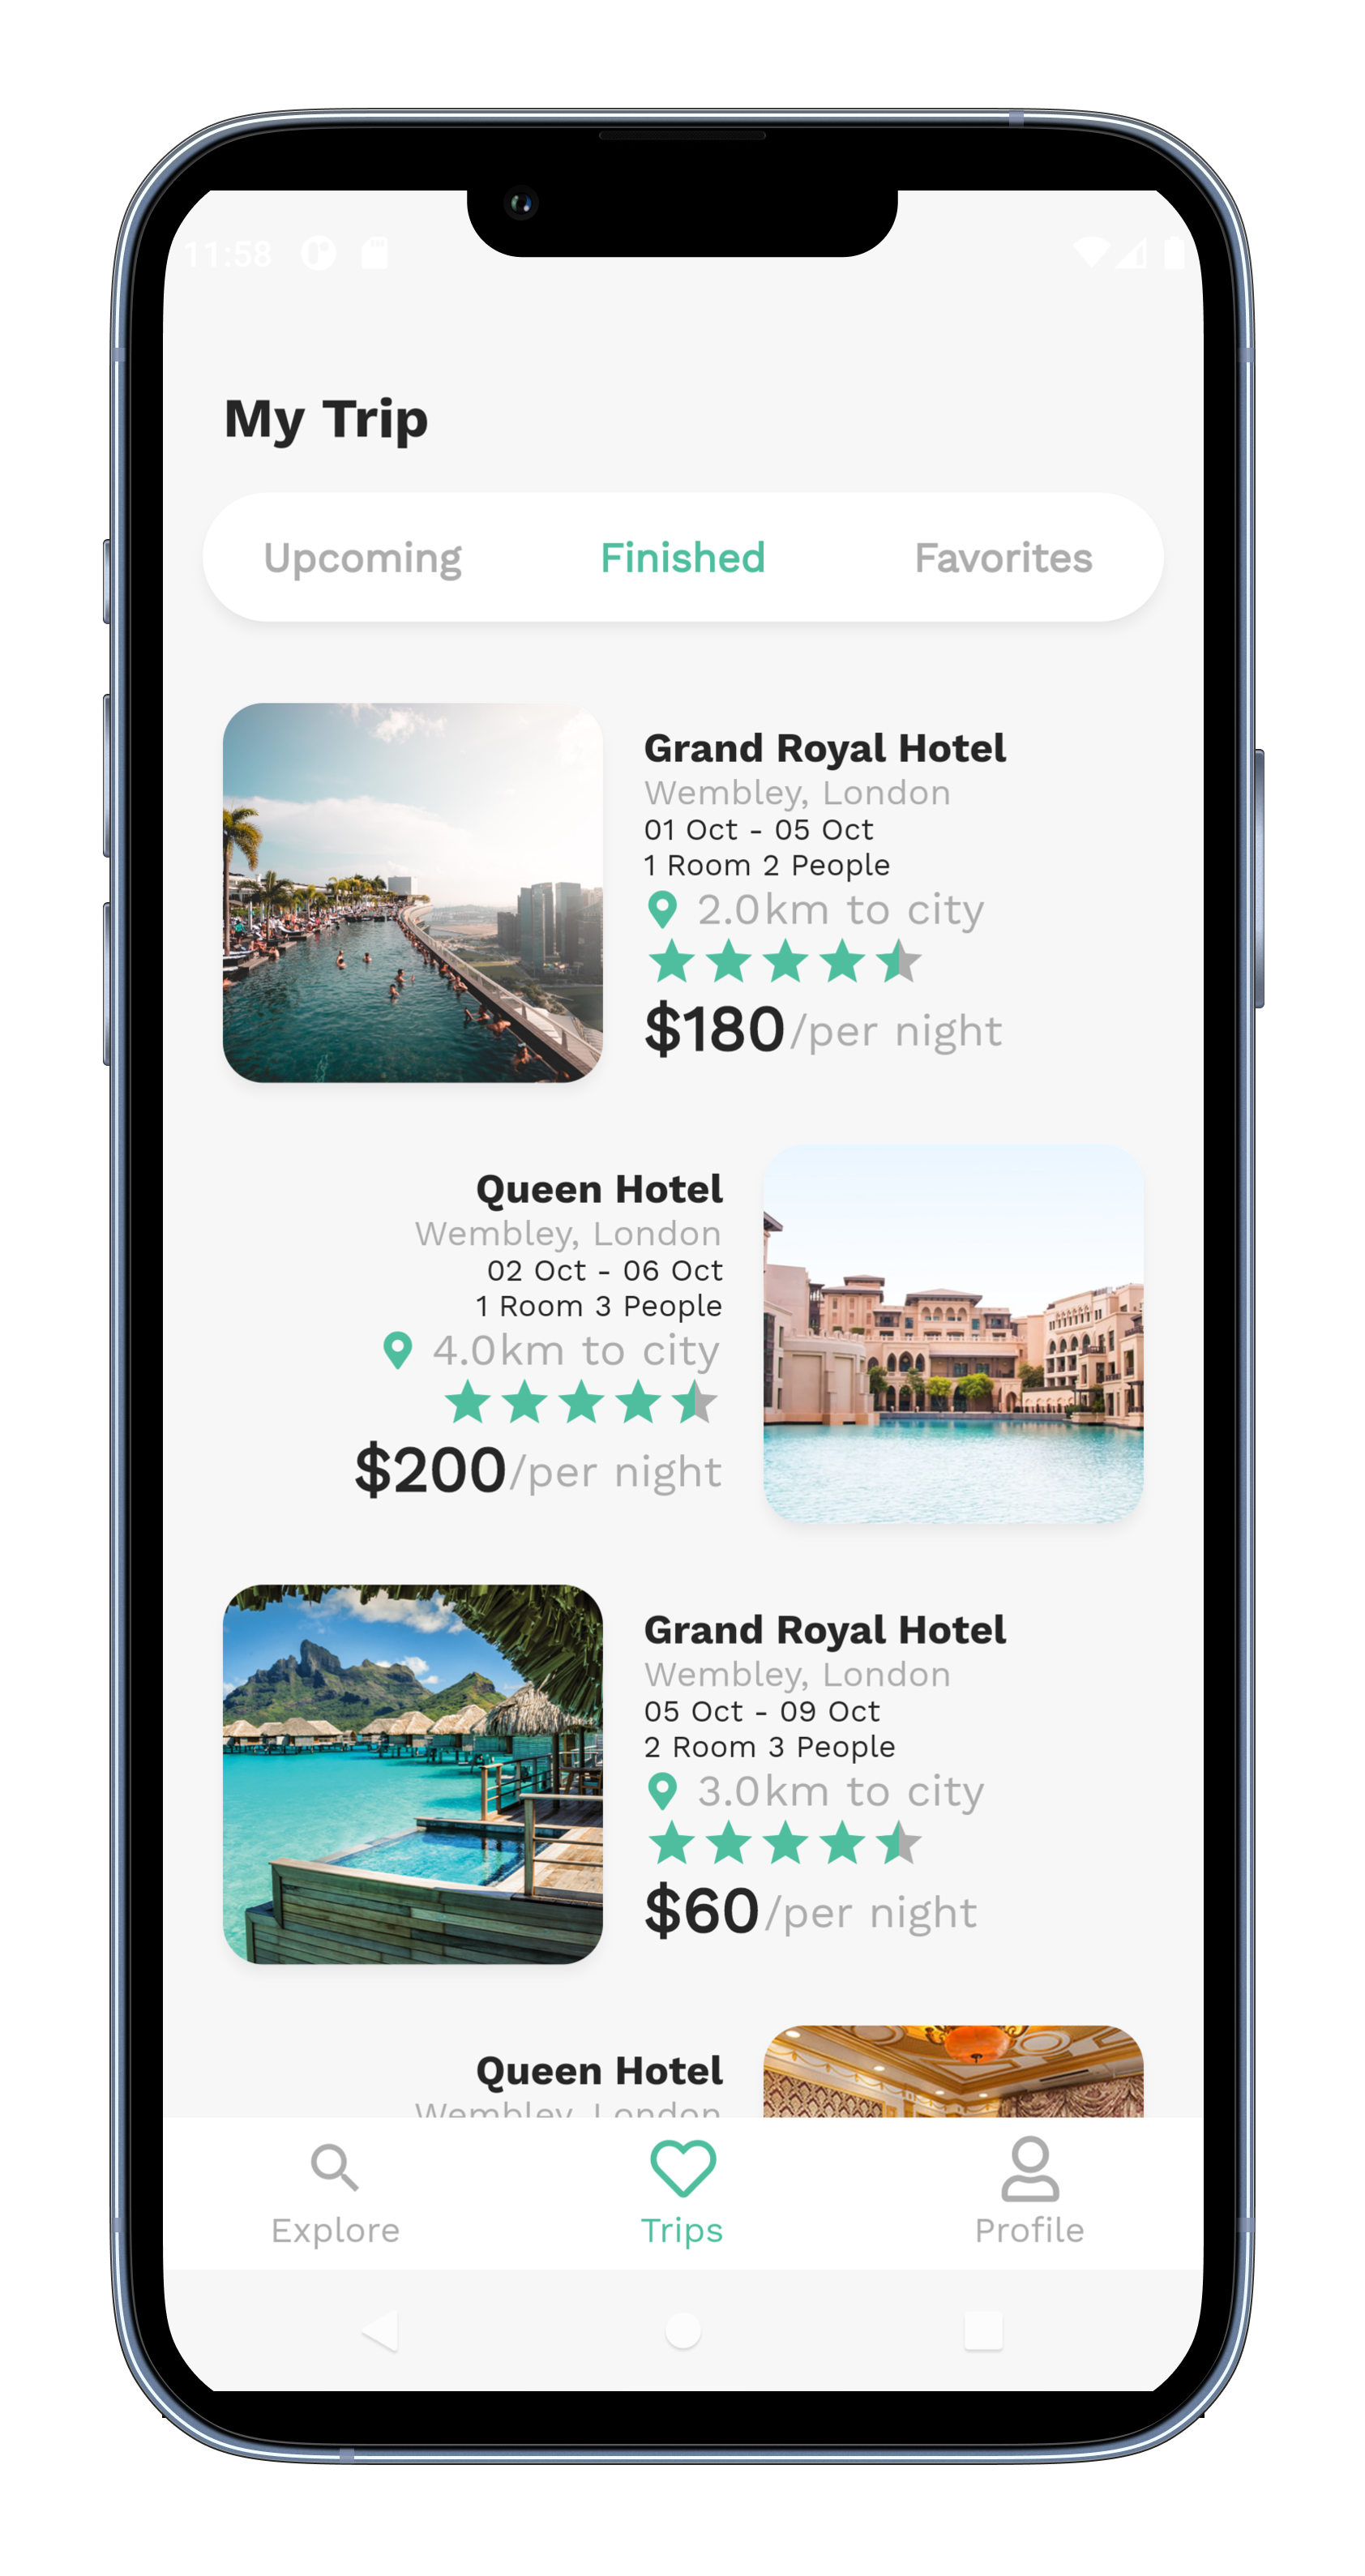 11:58
My Trip
Upcoming Finished Favorites
Grand Royal Hotel
Wembley, London
01 Oct - 05 Oct
1 Room 2 People
2.0km to city
$180/per night
Queen Hotel
Wembley, London
02 Oct - 06 Oct
1 Room 3 People
4.0km to city
$200/per night
Grand Royal Hotel
Wembley, London
05 Oct - 09 Oct
2 Room 3 People
3.0km to city
$60/per night
Queen Hotel
Wembley, London
Explore Trips Profile